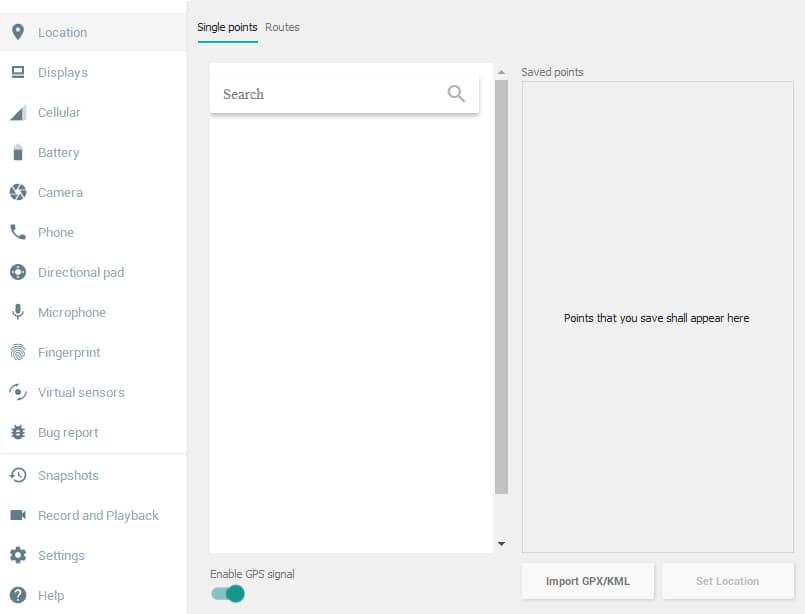 Location
Displays
Cellular
Battery
Camera
Phone
Directional pad
Microphone
Fingerprint
Virtual sensors
Bug report
Snapshots
Record and Playback
Settings
Help
Single points Routes
Search
Enable GPS signal
Saved points
Points that you save shall appear here
Import GPX/KML Set Location